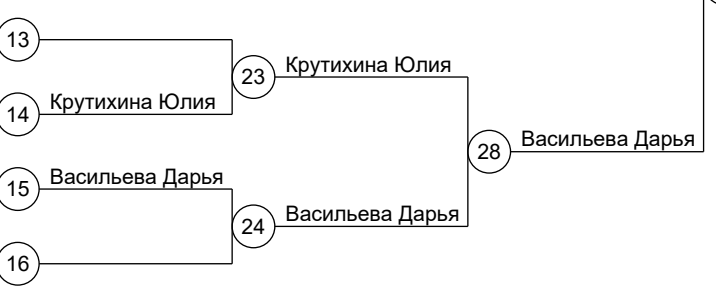 13
Крутихина Юлия
23
14 Крутихина Юлия
Васильева Дарья
28
15 Васильева Дарья
Васильева Дарья
24
16